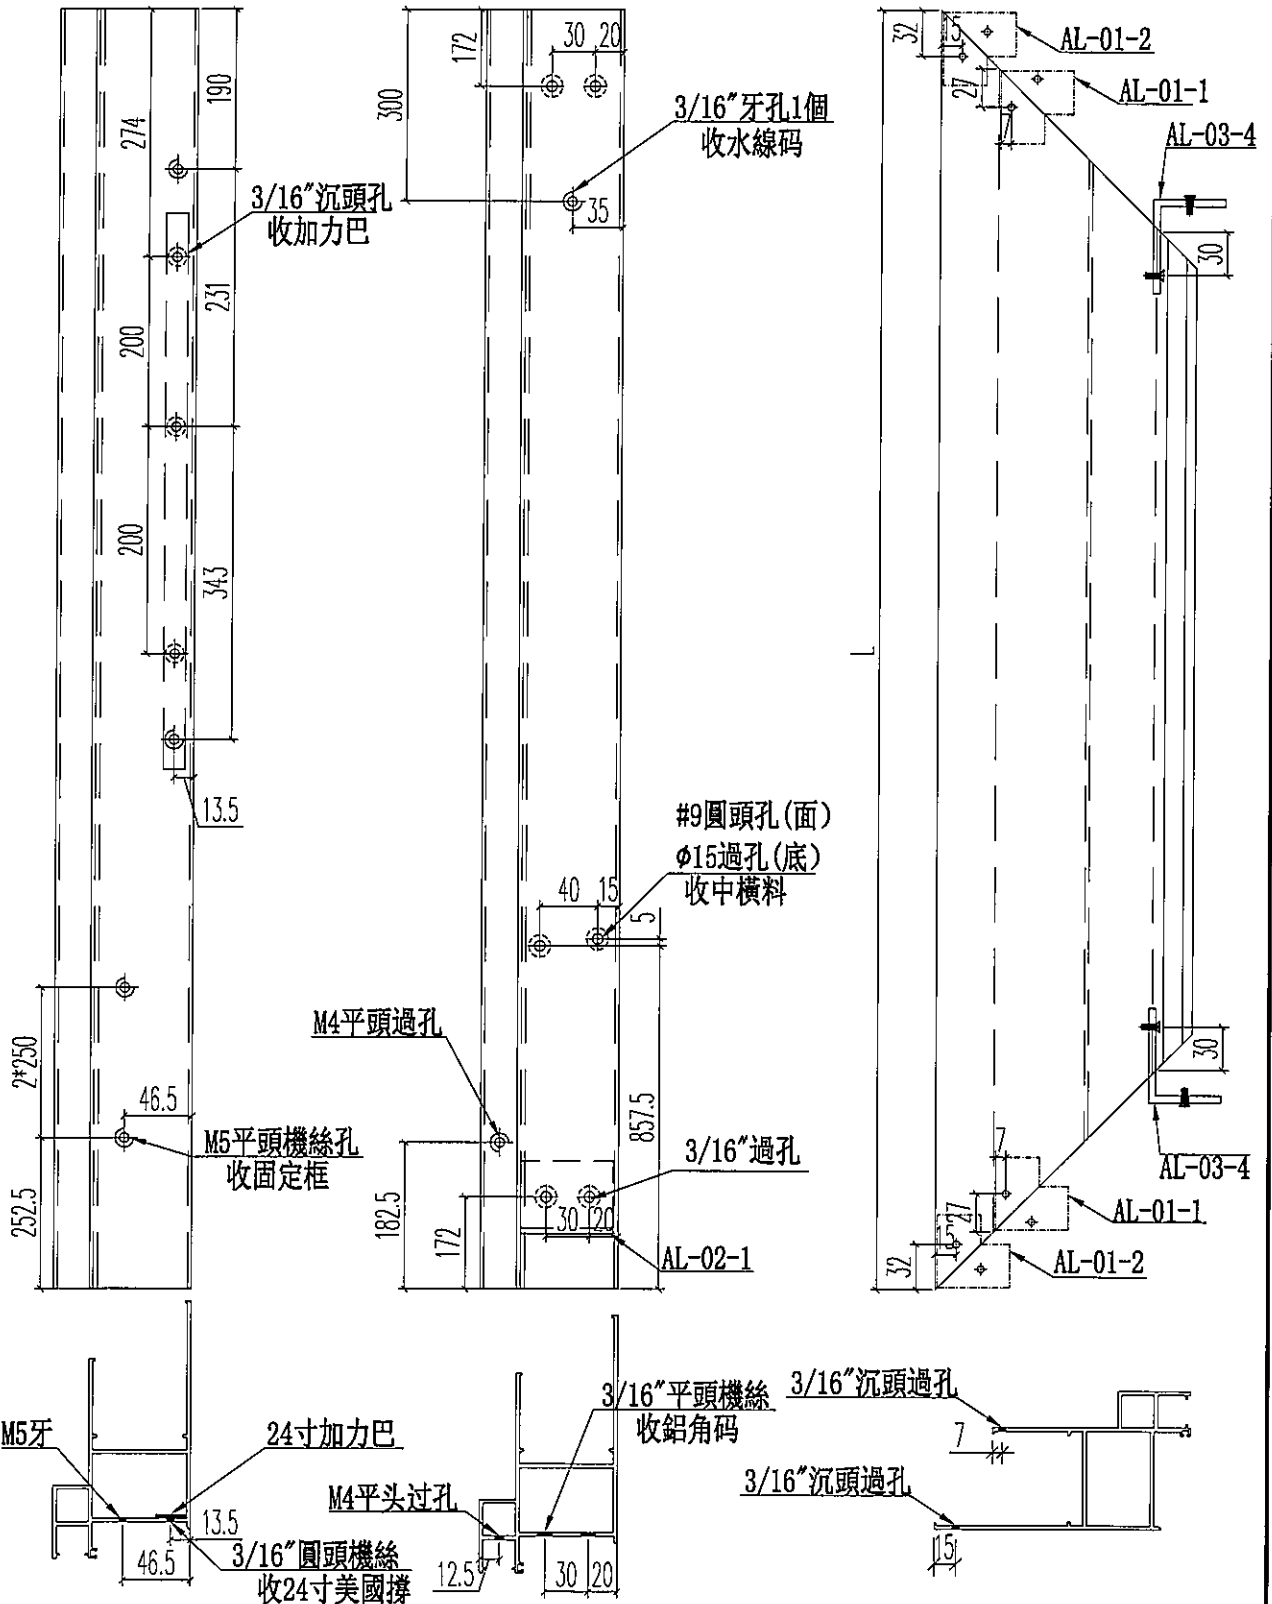 190
274
3/16"沉頭孔
收加力巴
231
200
200
343
13.5
2*250
46.5
M5平頭機絲孔
收固定框
252.5
172
30
20
300
3/16"牙孔1個
收水線码
35
#9圓頭孔(面)
φ15過孔(底)
收中橫料
40
15
5
M4平頭過孔
857.5
3/16"過孔
182.5
172
30
20
AL-02-1
32
15
AL-01-2
27
AL-01-1
7
AL-03-4
30
L
30
AL-03-4
7
27
AL-01-1
15
32
AL-01-2
M5牙
24寸加力巴
13.5
46.5
3/16"圓頭機絲
收24寸美國撐
3/16"平頭機絲
收鋁角码
M4平头过孔
12.5
30
20
3/16"沉頭過孔
7
3/16"沉頭過孔
15